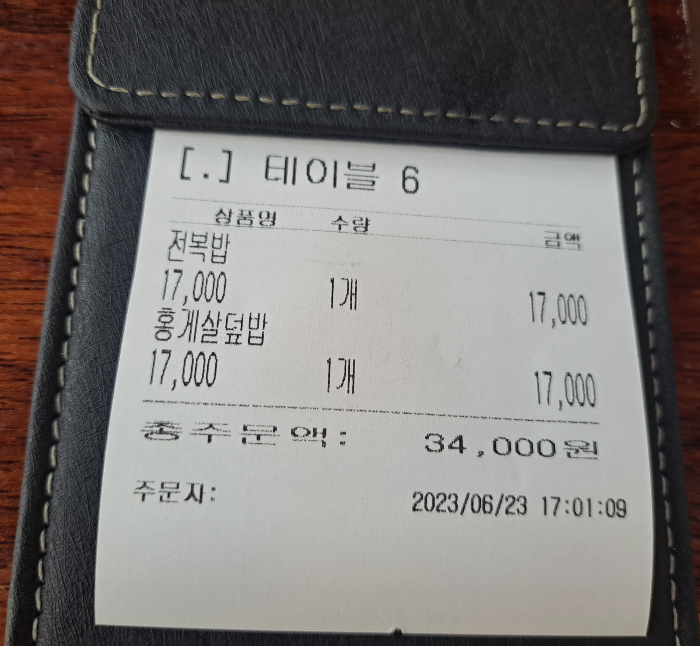 [.] 테이블 6
상품명 수량 금액
전복밥
17,000 1개 17,000
홍게살덮밥
17,000 1개 17,000
총주문액: 34,000원
주문자: 2023/06/23 17:01:09